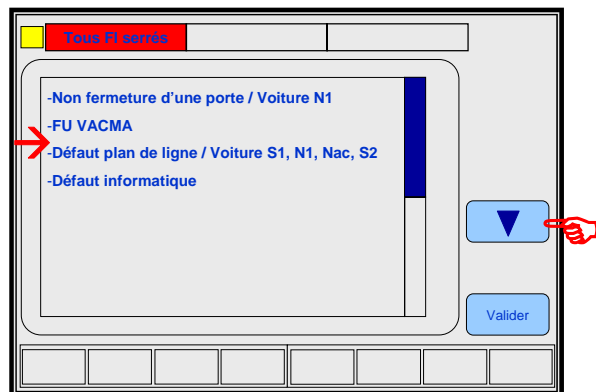 Tous FI serrés
-Non fermeture d'une porte / Voiture N1
-FU VACMA
-Défaut plan de ligne / Voiture S1, N1, Nac, S2
-Défaut informatique
Valider